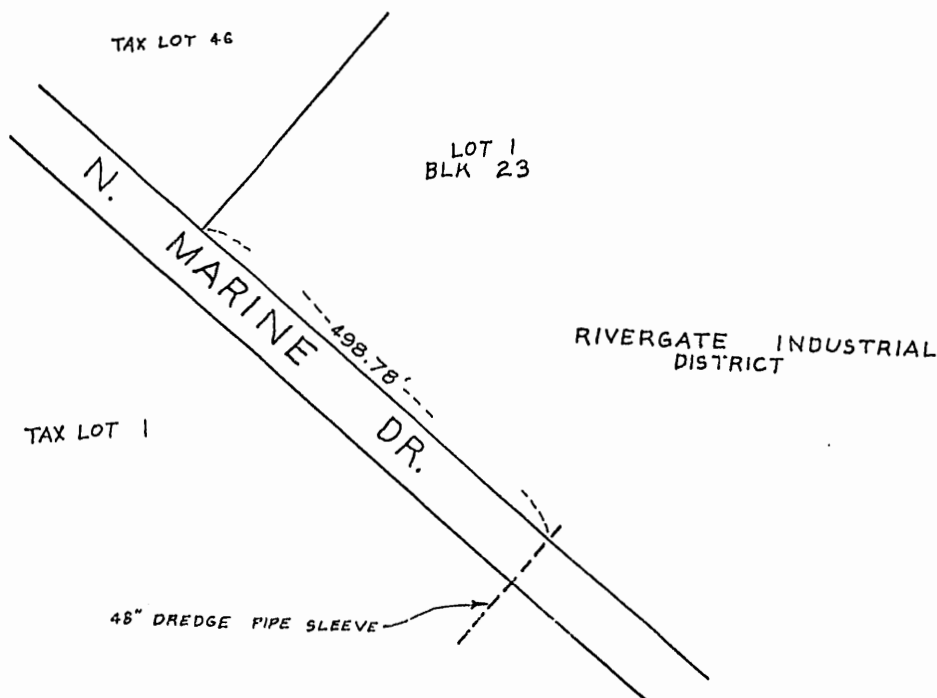 TAX LOT 46
LOT 1
BLK 23
N. MARINE DR.
498.78'
RIVERGATE INDUSTRIAL
DISTRICT
TAX LOT 1
48" DREDGE PIPE SLEEVE